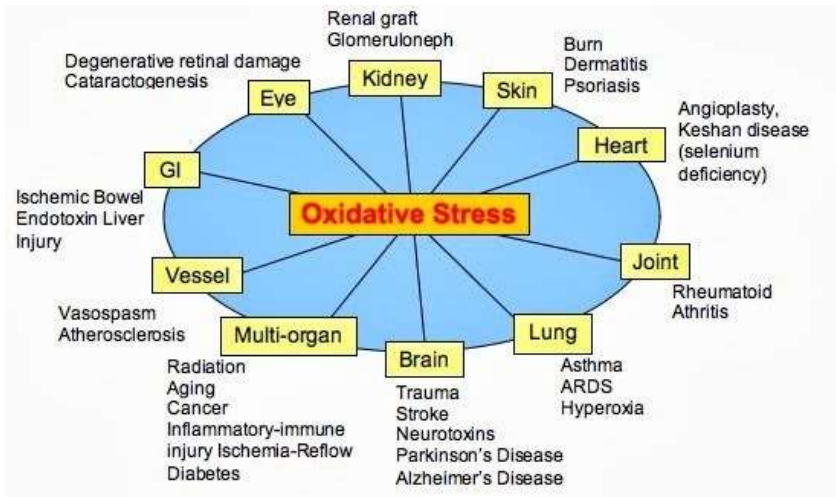 Renal graft
Glomeruloneph
Kidney
Degenerative retinal damage
Cataractogenesis
Eye
Burn
Dermatitis
Psoriasis
Skin
Angioplasty,
Keshan disease
(selenium
deficiency)
Heart
GI
Ischemic Bowel
Endotoxin Liver
Injury
Oxidative Stress
Vessel
Vasospasm
Atherosclerosis
Joint
Rheumatoid
Athritis
Multi-organ
Radiation
Aging
Cancer
Inflammatory-immune
injury Ischemia-Reflow
Diabetes
Brain
Trauma
Stroke
Neurotoxins
Parkinson's Disease
Alzheimer's Disease
Lung
Asthma
ARDS
Hyperoxia